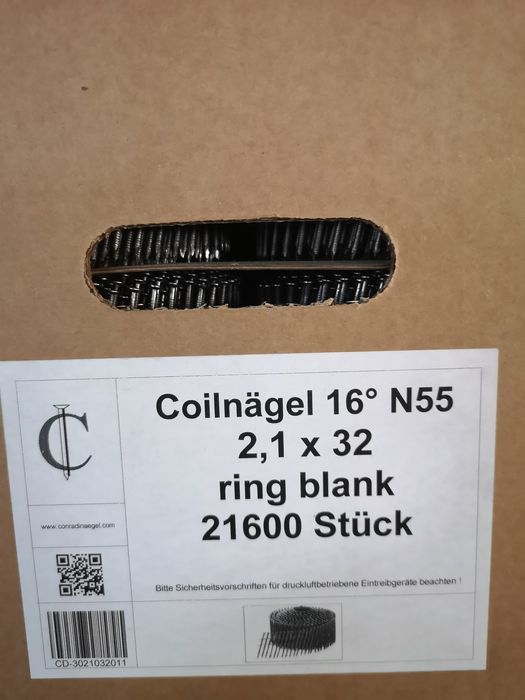 Coilnägel 16° N55
2,1 x 32
ring blank
21600 Stück
C
www.conradinaegel.com
Bitte Sicherheitsvorschriften für druckluftbetriebene Eintreibgeräte beachten !
CD-3021032011